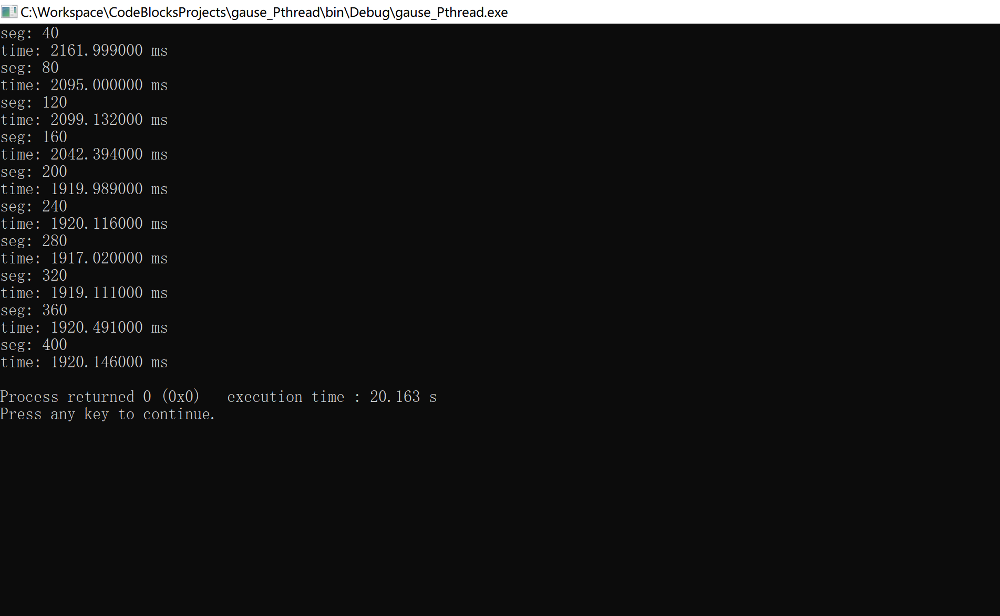 C:\Workspace\CodeBlocksProjects\gause_Pthread\bin\Debug\gause_Pthread.exe
seg: 40
time: 2161.999000 ms
seg: 80
time: 2095.000000 ms
seg: 120
time: 2099.132000 ms
seg: 160
time: 2042.394000 ms
seg: 200
time: 1919.989000 ms
seg: 240
time: 1920.116000 ms
seg: 280
time: 1917.020000 ms
seg: 320
time: 1919.111000 ms
seg: 360
time: 1920.491000 ms
seg: 400
time: 1920.146000 ms
Process returned 0 (0x0)   execution time : 20.163 s
Press any key to continue.